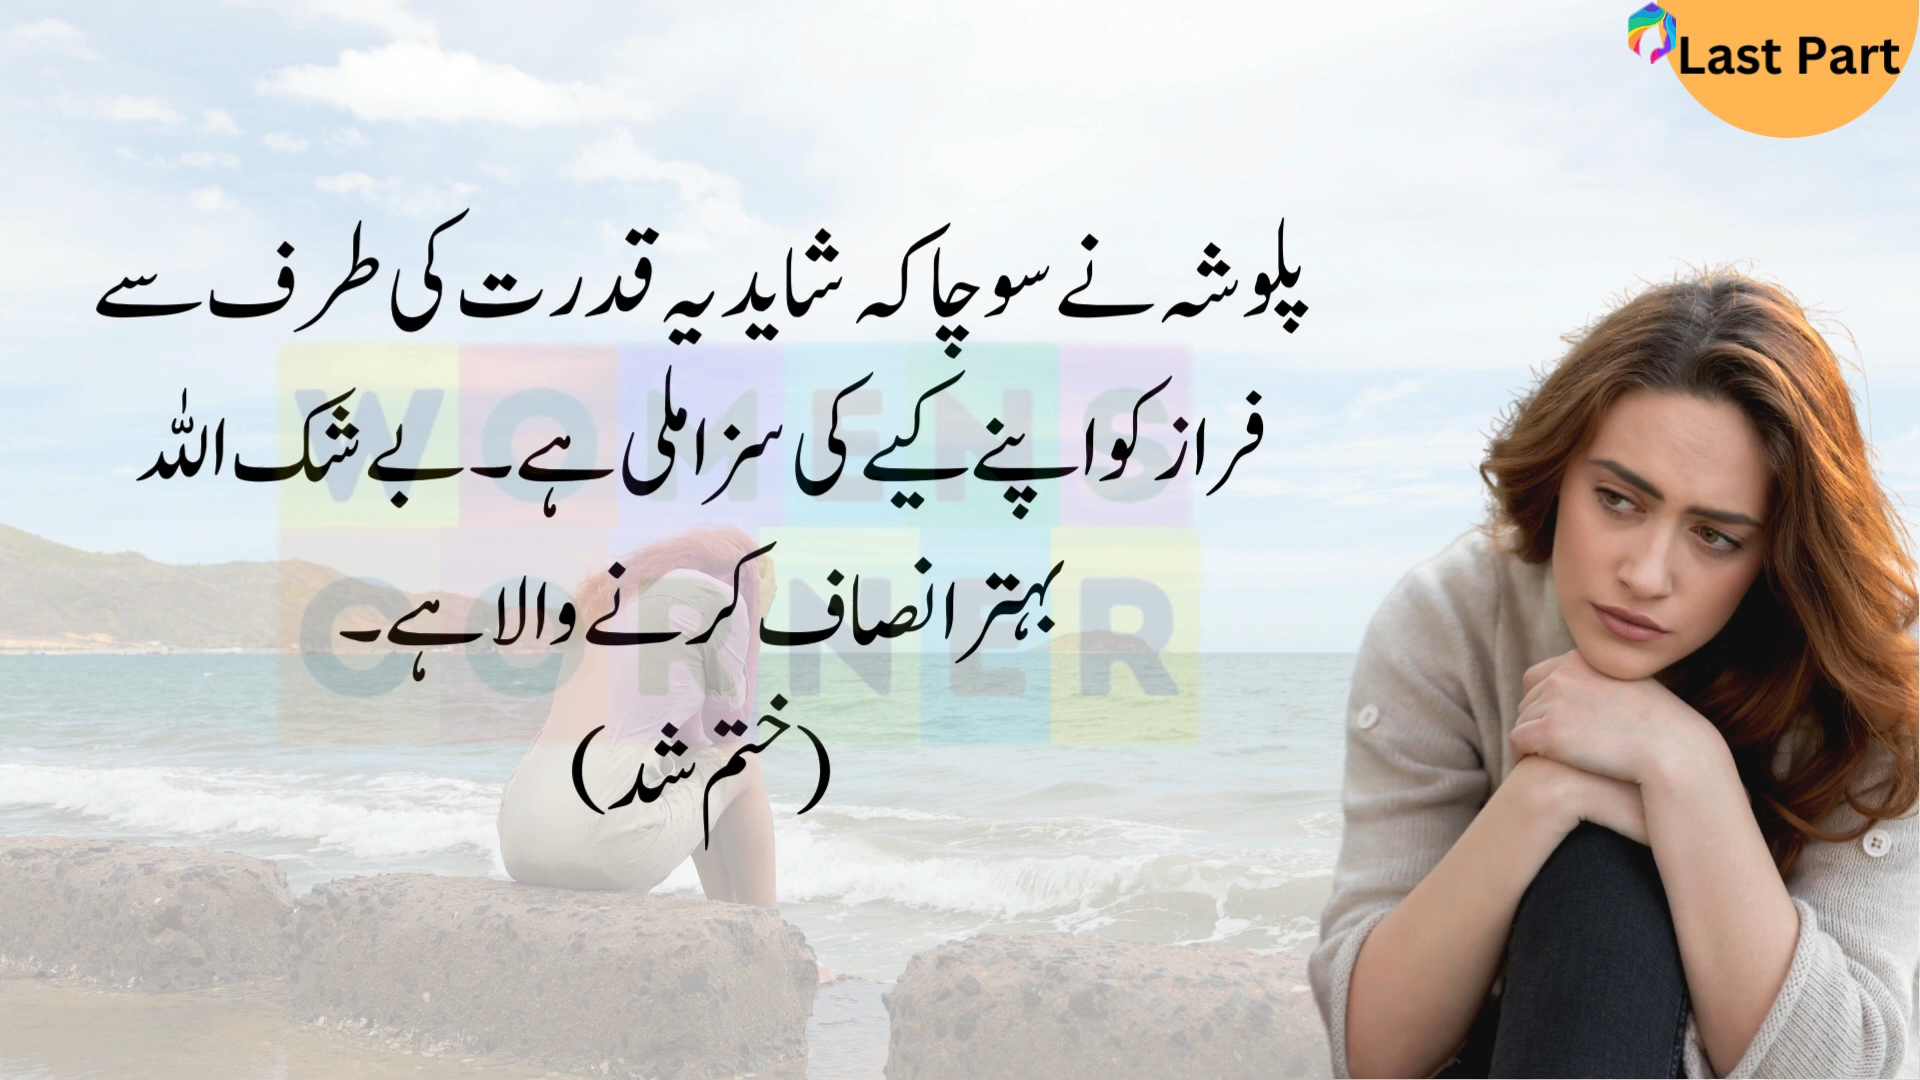 Last Part
پلوشہ نے سوچا کہ شاید یہ قدرت کی طرف سے
فراز کو اپنے کیے کی سزا ملی ہے۔ بے شک اللہ
بہتر انصاف کرنے والا ہے۔
(ختم شد)
WOMENS
CORNER